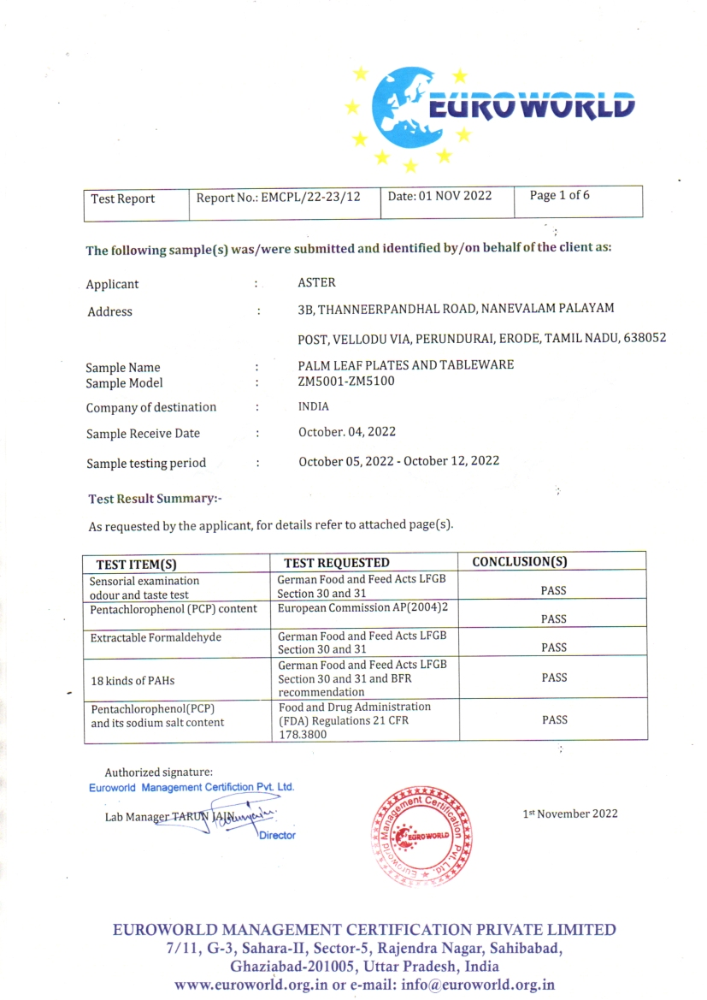 EUROWORLD
Test Report Report No.: EMCPL/22-23/12 Date: 01 NOV 2022 Page 1 of 6
The following sample(s) was/were submitted and identified by/on behalf of the client as:
Applicant : ASTER
Address : 3B, THANNEERPANDHAL ROAD, NANEVALAM PALAYAM
POST, VELLODU VIA, PERUNDURAI, ERODE, TAMIL NADU, 638052
Sample Name : PALM LEAF PLATES AND TABLEWARE
Sample Model : ZM5001-ZM5100
Company of destination : INDIA
Sample Receive Date : October. 04, 2022
Sample testing period : October 05, 2022 - October 12, 2022
Test Result Summary:-
As requested by the applicant, for details refer to attached page(s).
TEST ITEM(S) TEST REQUESTED CONCLUSION(S)
Sensorial examination
odour and taste test
German Food and Feed Acts LFGB
Section 30 and 31
PASS
Pentachlorophenol (PCP) content
European Commission AP(2004)2
PASS
Extractable Formaldehyde
German Food and Feed Acts LFGB
Section 30 and 31
PASS
18 kinds of PAHs
German Food and Feed Acts LFGB
Section 30 and 31 and BFR
recommendation
PASS
Pentachlorophenol(PCP)
and its sodium salt content
Food and Drug Administration
(FDA) Regulations 21 CFR
178.3800
PASS
Authorized signature:
Euroworld Management Certifiction Pvt. Ltd.
Lab Manager TARUN JAIN
Director
Euroworld Management Certification Pvt. Ltd.
EUROWORLD
1st November 2022
EUROWORLD MANAGEMENT CERTIFICATION PRIVATE LIMITED
7/11, G-3, Sahara-II, Sector-5, Rajendra Nagar, Sahibabad,
Ghaziabad-201005, Uttar Pradesh, India
www.euroworld.org.in or e-mail: info@euroworld.org.in